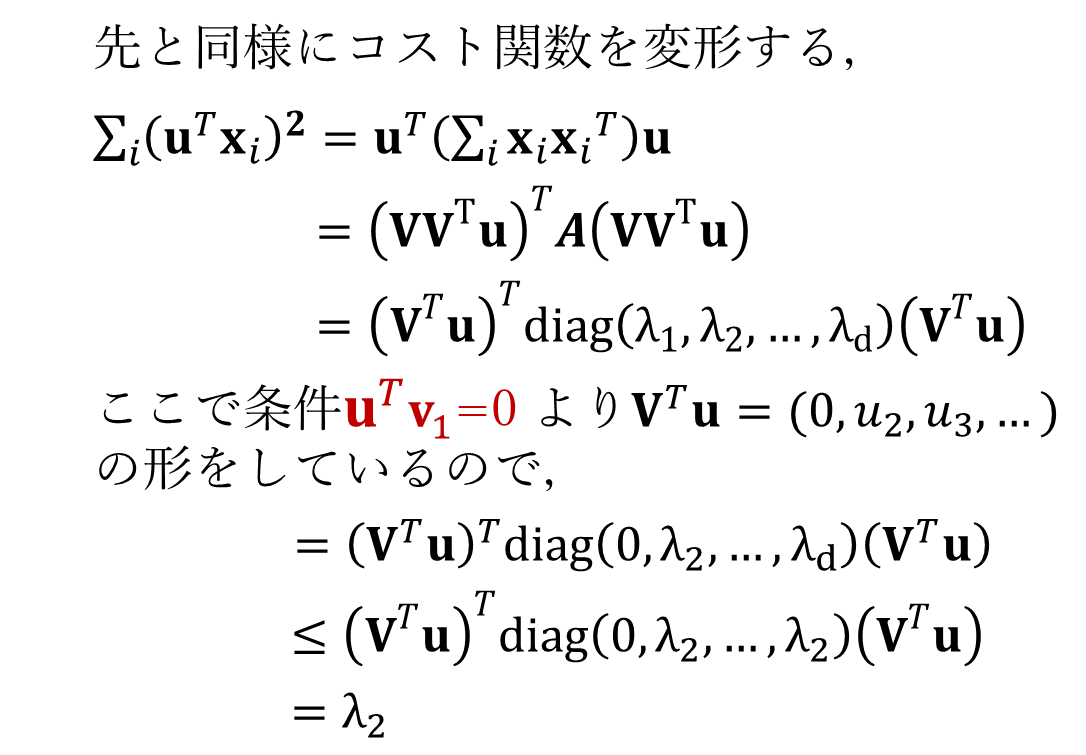 先と同様にコスト関数を変形する,
∑ᵢ(𝐮ᵀ𝐱ᵢ)² = 𝐮ᵀ(∑ᵢ 𝐱ᵢ𝐱ᵢᵀ)𝐮
= (𝐕𝐕ᵀ𝐮)ᵀ𝑨(𝐕𝐕ᵀ𝐮)
= (𝐕ᵀ𝐮)ᵀdiag(λ₁, λ₂, … , λ_d)(𝐕ᵀ𝐮)
ここで条件𝐮ᵀ𝐯₁=0 より𝐕ᵀ𝐮 = (0, 𝑢₂, 𝑢₃, … )
の形をしているので,
= (𝐕ᵀ𝐮)ᵀdiag(0, λ₂, … , λ_d)(𝐕ᵀ𝐮)
≤ (𝐕ᵀ𝐮)ᵀdiag(0, λ₂, … , λ₂)(𝐕ᵀ𝐮)
= λ₂